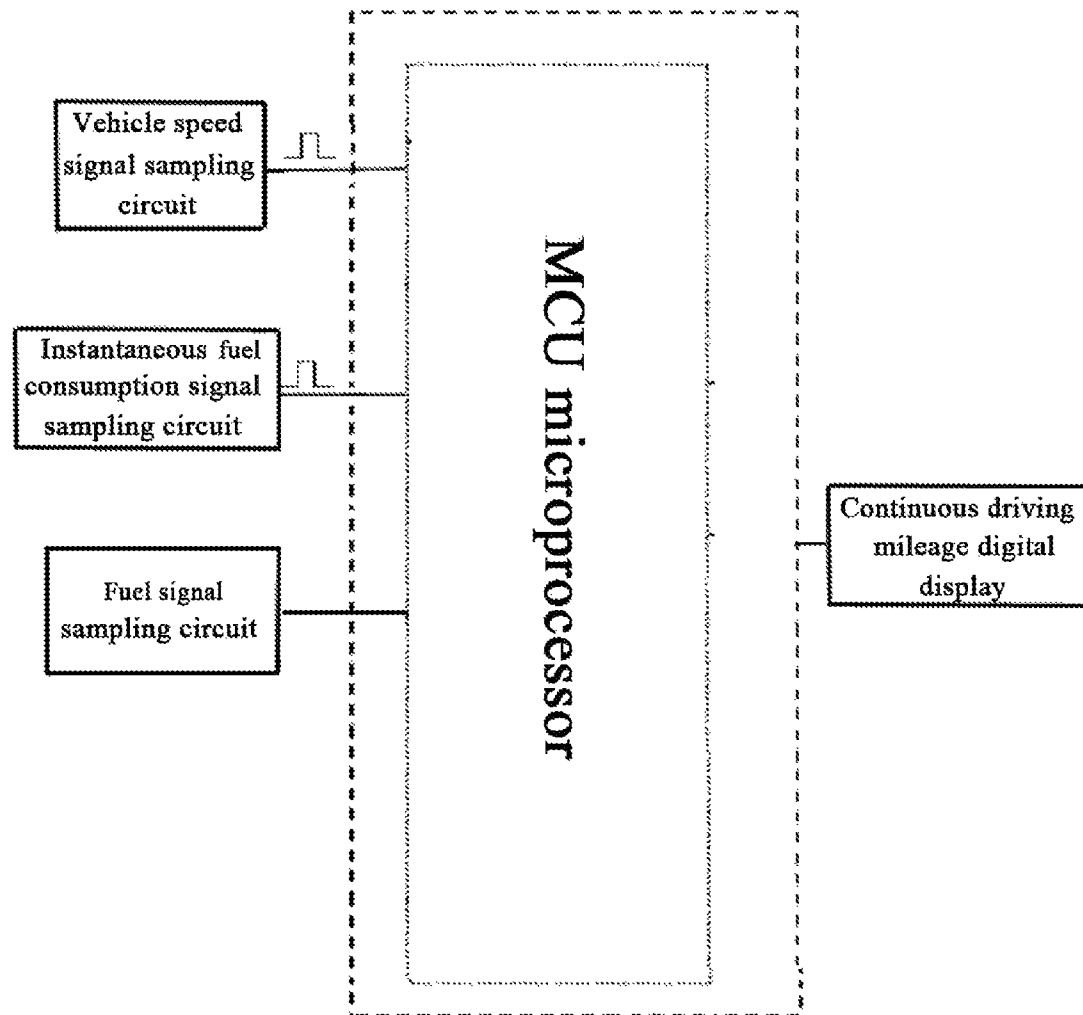 Vehicle speed
signal sampling
circuit
Instantaneous fuel
consumption signal
sampling circuit
Fuel signal
sampling circuit
MCU microprocessor
Continuous driving
mileage digital
display